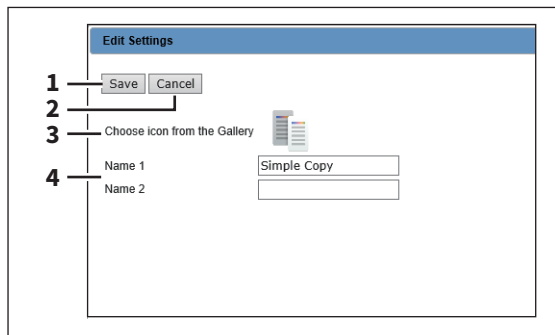 Edit Settings
1 Save Cancel
2
3 Choose icon from the Gallery
Name 1 Simple Copy
4
Name 2